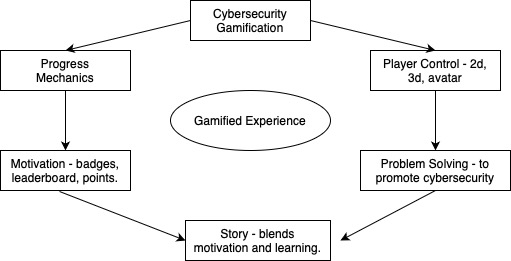 Cybersecurity
Gamification
Progress
Mechanics
Player Control - 2d,
3d, avatar
Gamified Experience
Motivation - badges,
leaderboard, points.
Problem Solving - to
promote cybersecurity
Story - blends
motivation and learning.